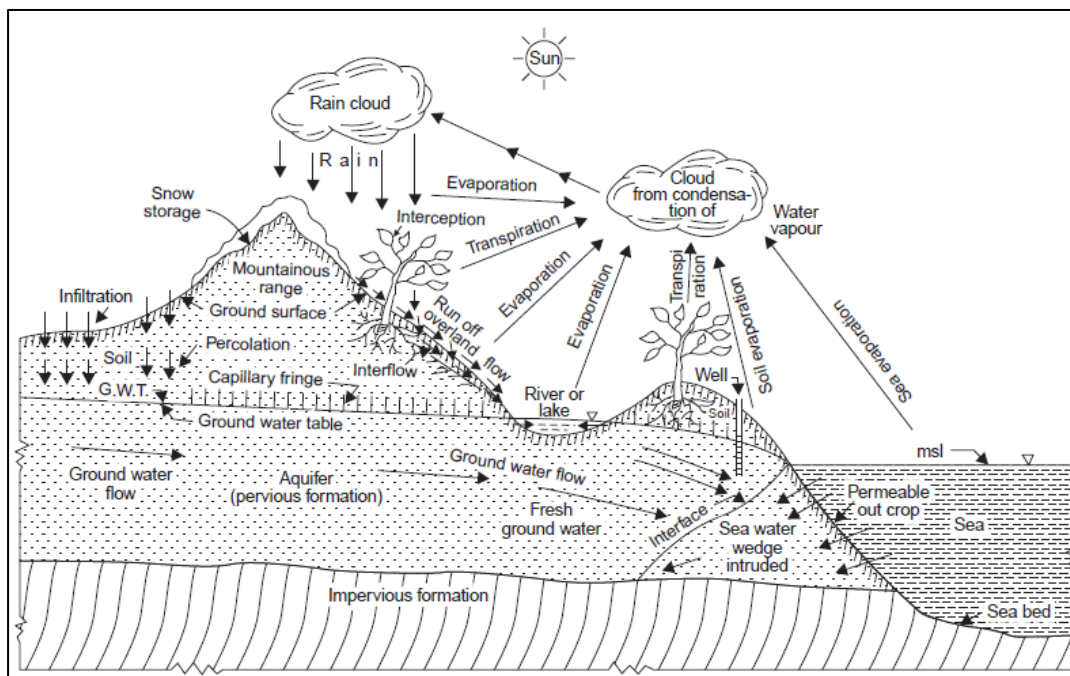 Sun
Rain cloud
Rain
Cloud
from condensa-
tion of
Water
vapour
Snow
storage
Evaporation
Interception
Transpiration
Evaporation
Evaporation
Transpi
ration
Soil evaporation
Sea evaporation
Mountainous
range
Infiltration
Ground surface
Run off
overland flow
Soil
Percolation
Interflow
Capillary fringe
G.W.T.
Ground water table
River or
lake
Well
Soil
msl
Ground water
flow
Aquifer
(pervious formation)
Ground water flow
Fresh
ground water
Interface
Sea water
wedge
intruded
Permeable
out crop
Sea
Impervious formation
Sea bed